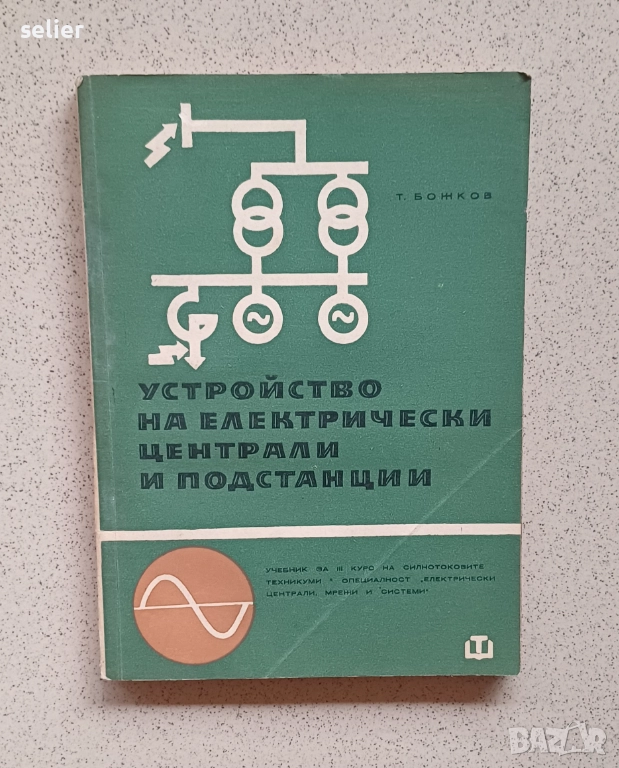 selier
Т. БОЖКОВ
УСТРОЙСТВО
НА ЕЛЕКТРИЧЕСКИ
ЦЕНТРАЛИ
И ПОДСТАНЦИИ
УЧЕБНИК ЗА III КУРС НА СИЛНОТОКОВИТЕ
ТЕХНИКУМИ • СПЕЦИАЛНОСТ „ЕЛЕКТРИЧЕСКИ
ЦЕНТРАЛИ, МРЕЖИ И СИСТЕМИ"
Т
BAZAR